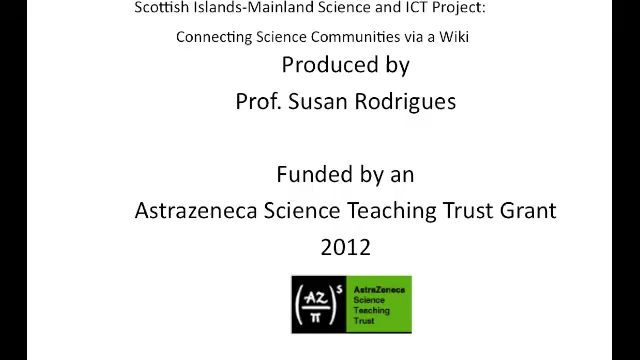 Scottish Islands-Mainland Science and ICT Project:
Connecting Science Communities via a Wiki
Produced by
Prof. Susan Rodrigues
Funded by an
Astrazeneca Science Teaching Trust Grant
2012
(AZ/π)s
AstraZeneca
Science
Teaching
Trust